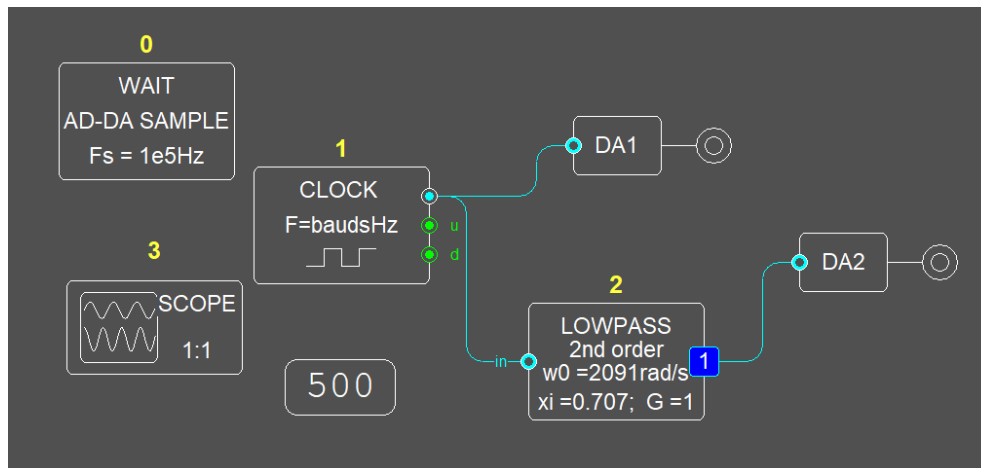 0
WAIT
AD-DA SAMPLE
Fs = 1e5Hz
1
CLOCK
F=baudsHz
u
d
DA1
3
SCOPE
1:1
500
2
LOWPASS
2nd order
w0 =2091rad/s
xi =0.707; G =1
in
1
DA2